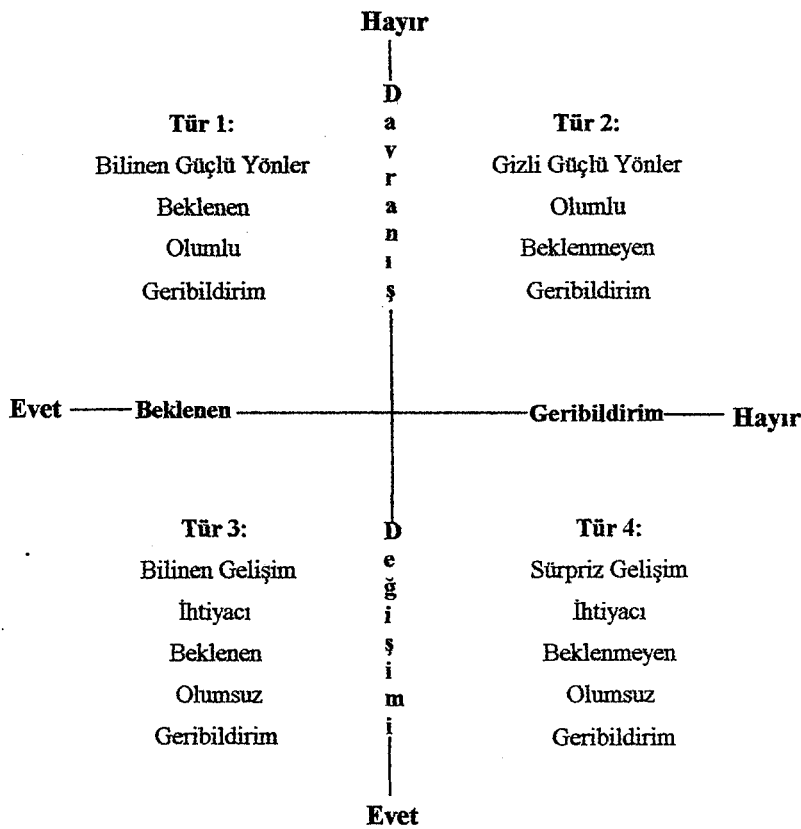 Hayır
Davranış
Tür 1:
Bilinen Güçlü Yönler
Beklenen
Olumlu
Geribildirim
Tür 2:
Gizli Güçlü Yönler
Olumlu
Beklenmeyen
Geribildirim
Evet
Beklenen
Geribildirim
Hayır
Tür 3:
Bilinen Gelişim
İhtiyacı
Beklenen
Olumsuz
Geribildirim
Değişimi
Tür 4:
Sürpriz Gelişim
İhtiyacı
Beklenmeyen
Olumsuz
Geribildirim
Evet